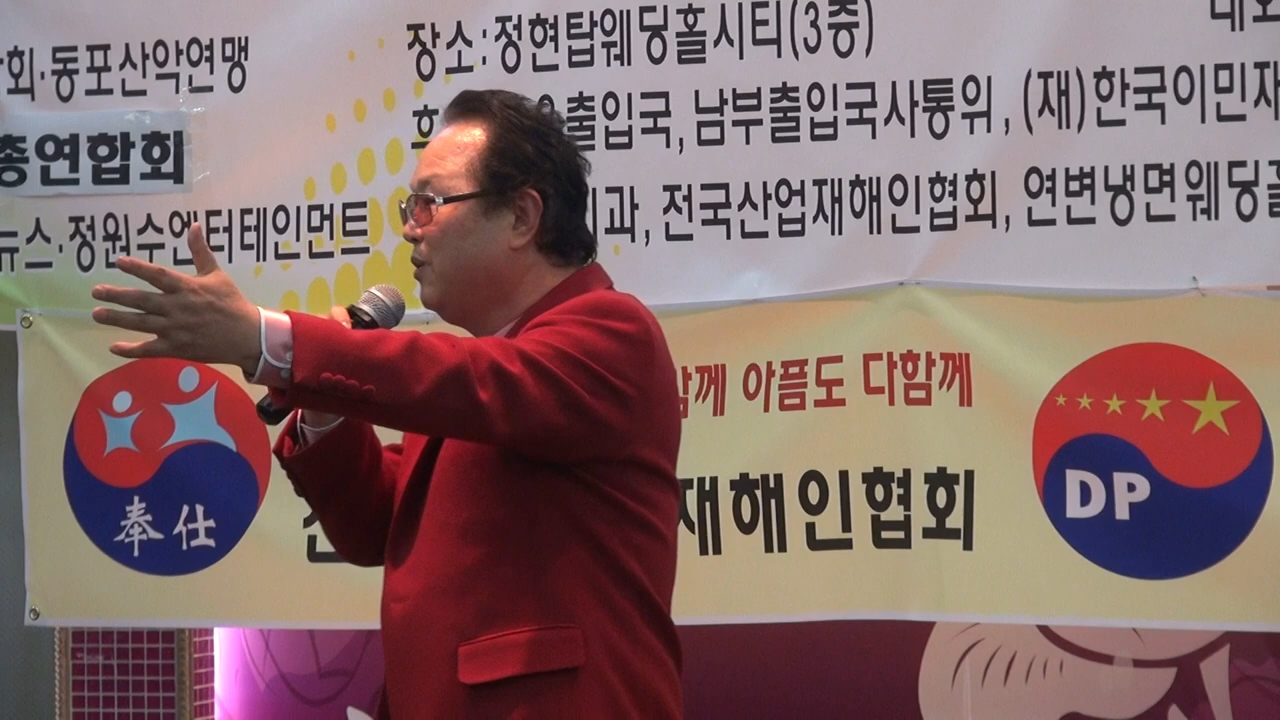 회·동포산악연맹
총연합회
뉴스·정원수엔터테인먼트
장소:정현탑웨딩홀시티(3층)
출입국, 남부출입국사통위, (재)한국이민재
과, 전국산업재해인협회, 연변냉면웨딩홀
함께 아픔도 다함께
재해인협회
奉仕
DP